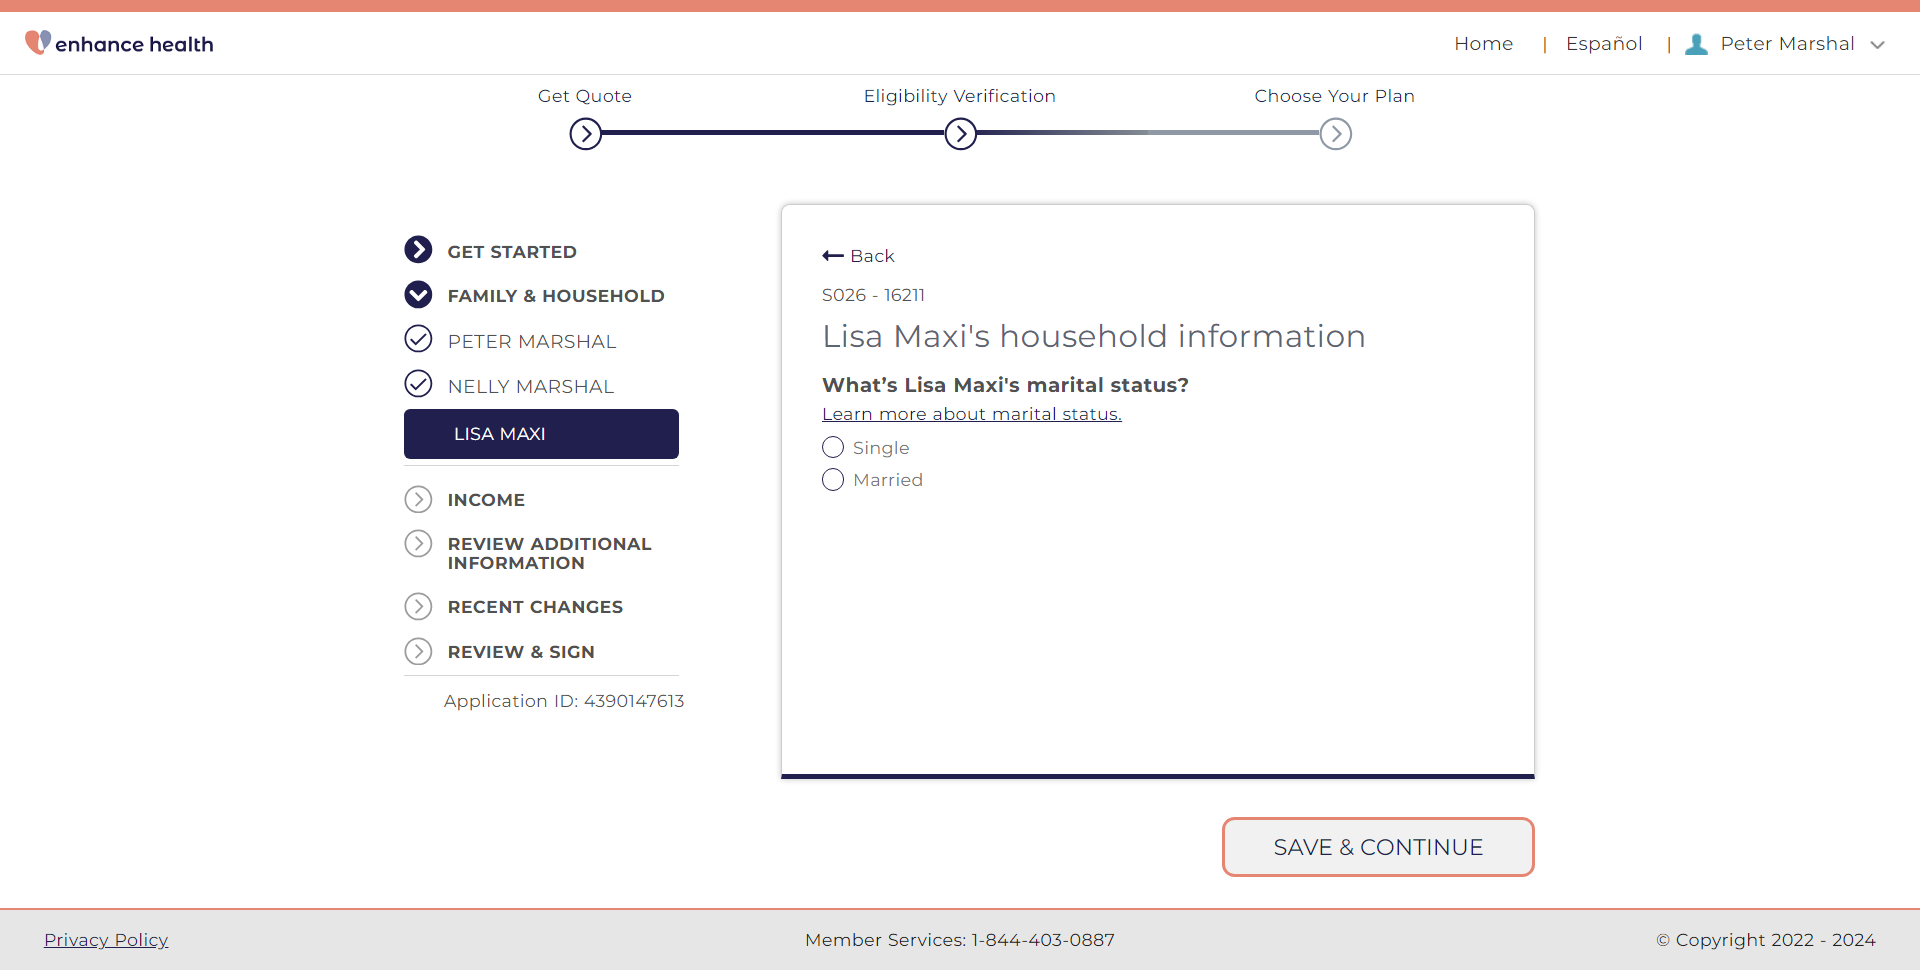 enhance health
Home | Español | Peter Marshal
Get Quote
Eligibility Verification
Choose Your Plan
GET STARTED
FAMILY & HOUSEHOLD
PETER MARSHAL
NELLY MARSHAL
LISA MAXI
INCOME
REVIEW ADDITIONAL
INFORMATION
RECENT CHANGES
REVIEW & SIGN
Application ID: 4390147613
Back
S026 - 16211
Lisa Maxi's household information
What’s Lisa Maxi's marital status?
Learn more about marital status.
Single
Married
SAVE & CONTINUE
Privacy Policy
Member Services: 1-844-403-0887
© Copyright 2022 - 2024